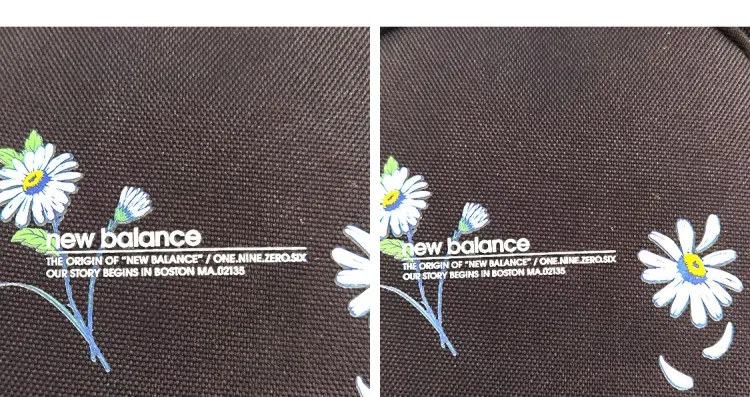 new balance
THE ORIGIN OF "NEW BALANCE" / ONE.NINE.ZERO.SIX
OUR STORY BEGINS IN BOSTON MA.02135
new balance
THE ORIGIN OF "NEW BALANCE" / ONE.NINE.ZERO.SIX
OUR STORY BEGINS IN BOSTON MA.02135